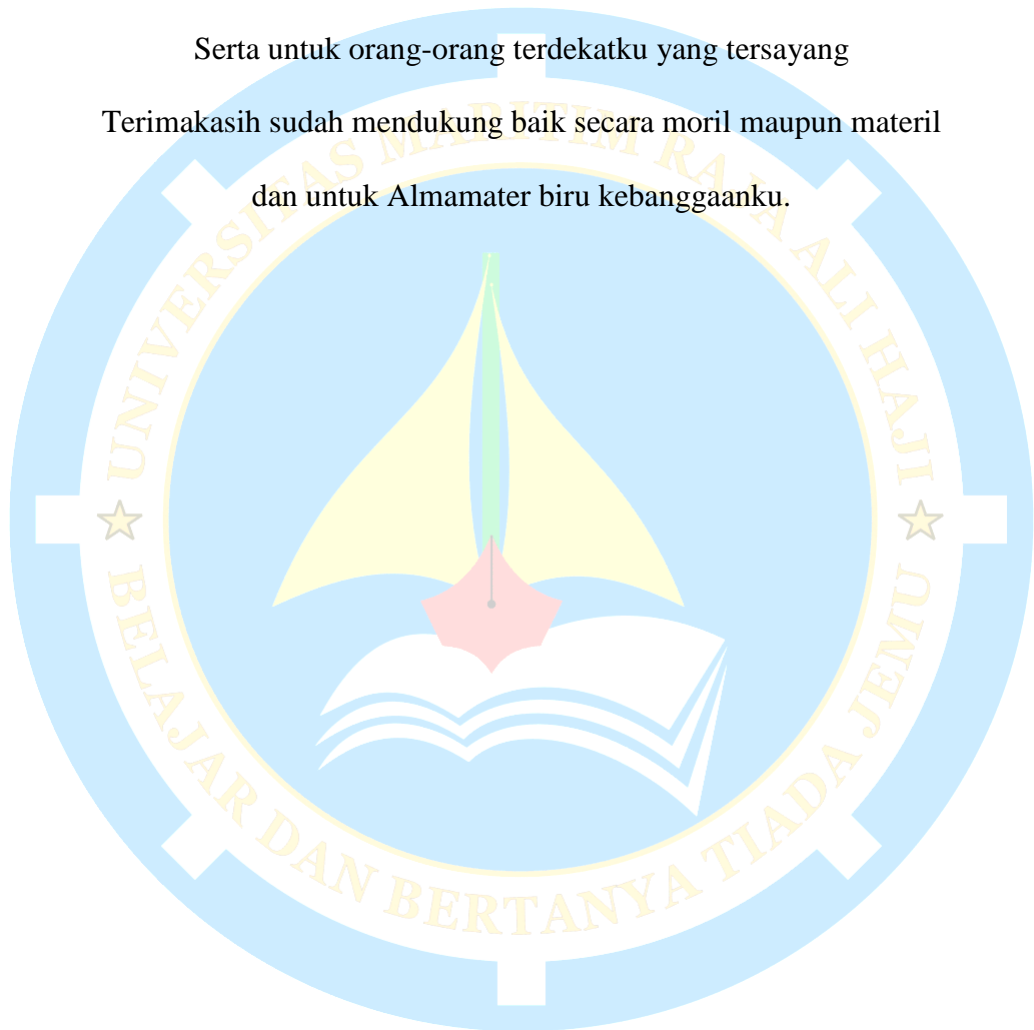 Serta untuk orang-orang terdekatku yang tersayang
Terimakasih sudah mendukung baik secara moril maupun materil
dan untuk Almamater biru kebanggaanku.
UNIVERSITAS MARITIM RAJA ALI HAJI
BELAJAR DAN BERTANYA TIADA JEMU